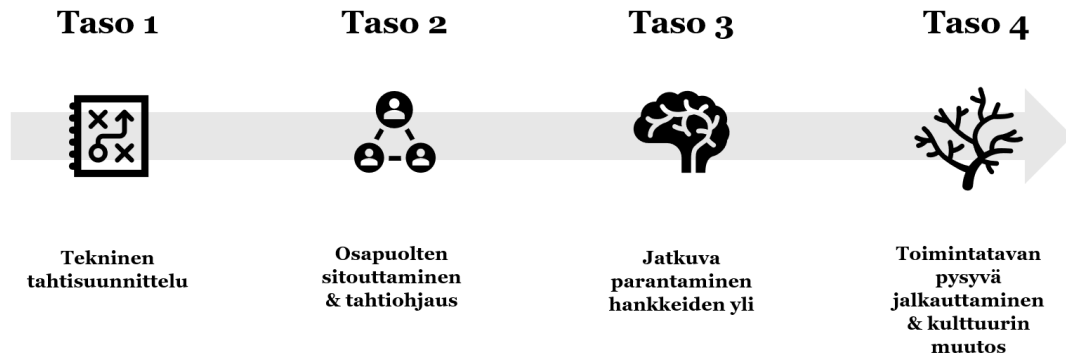 Taso 1
Taso 2
Taso 3
Taso 4
Tekninen
tahtisuunnittelu
Osapuolten
sitouttaminen
& tahtiohjaus
Jatkuva
parantaminen
hankkeiden yli
Toimintatavan
pysyvä
jalkauttaminen
& kulttuurin
muutos